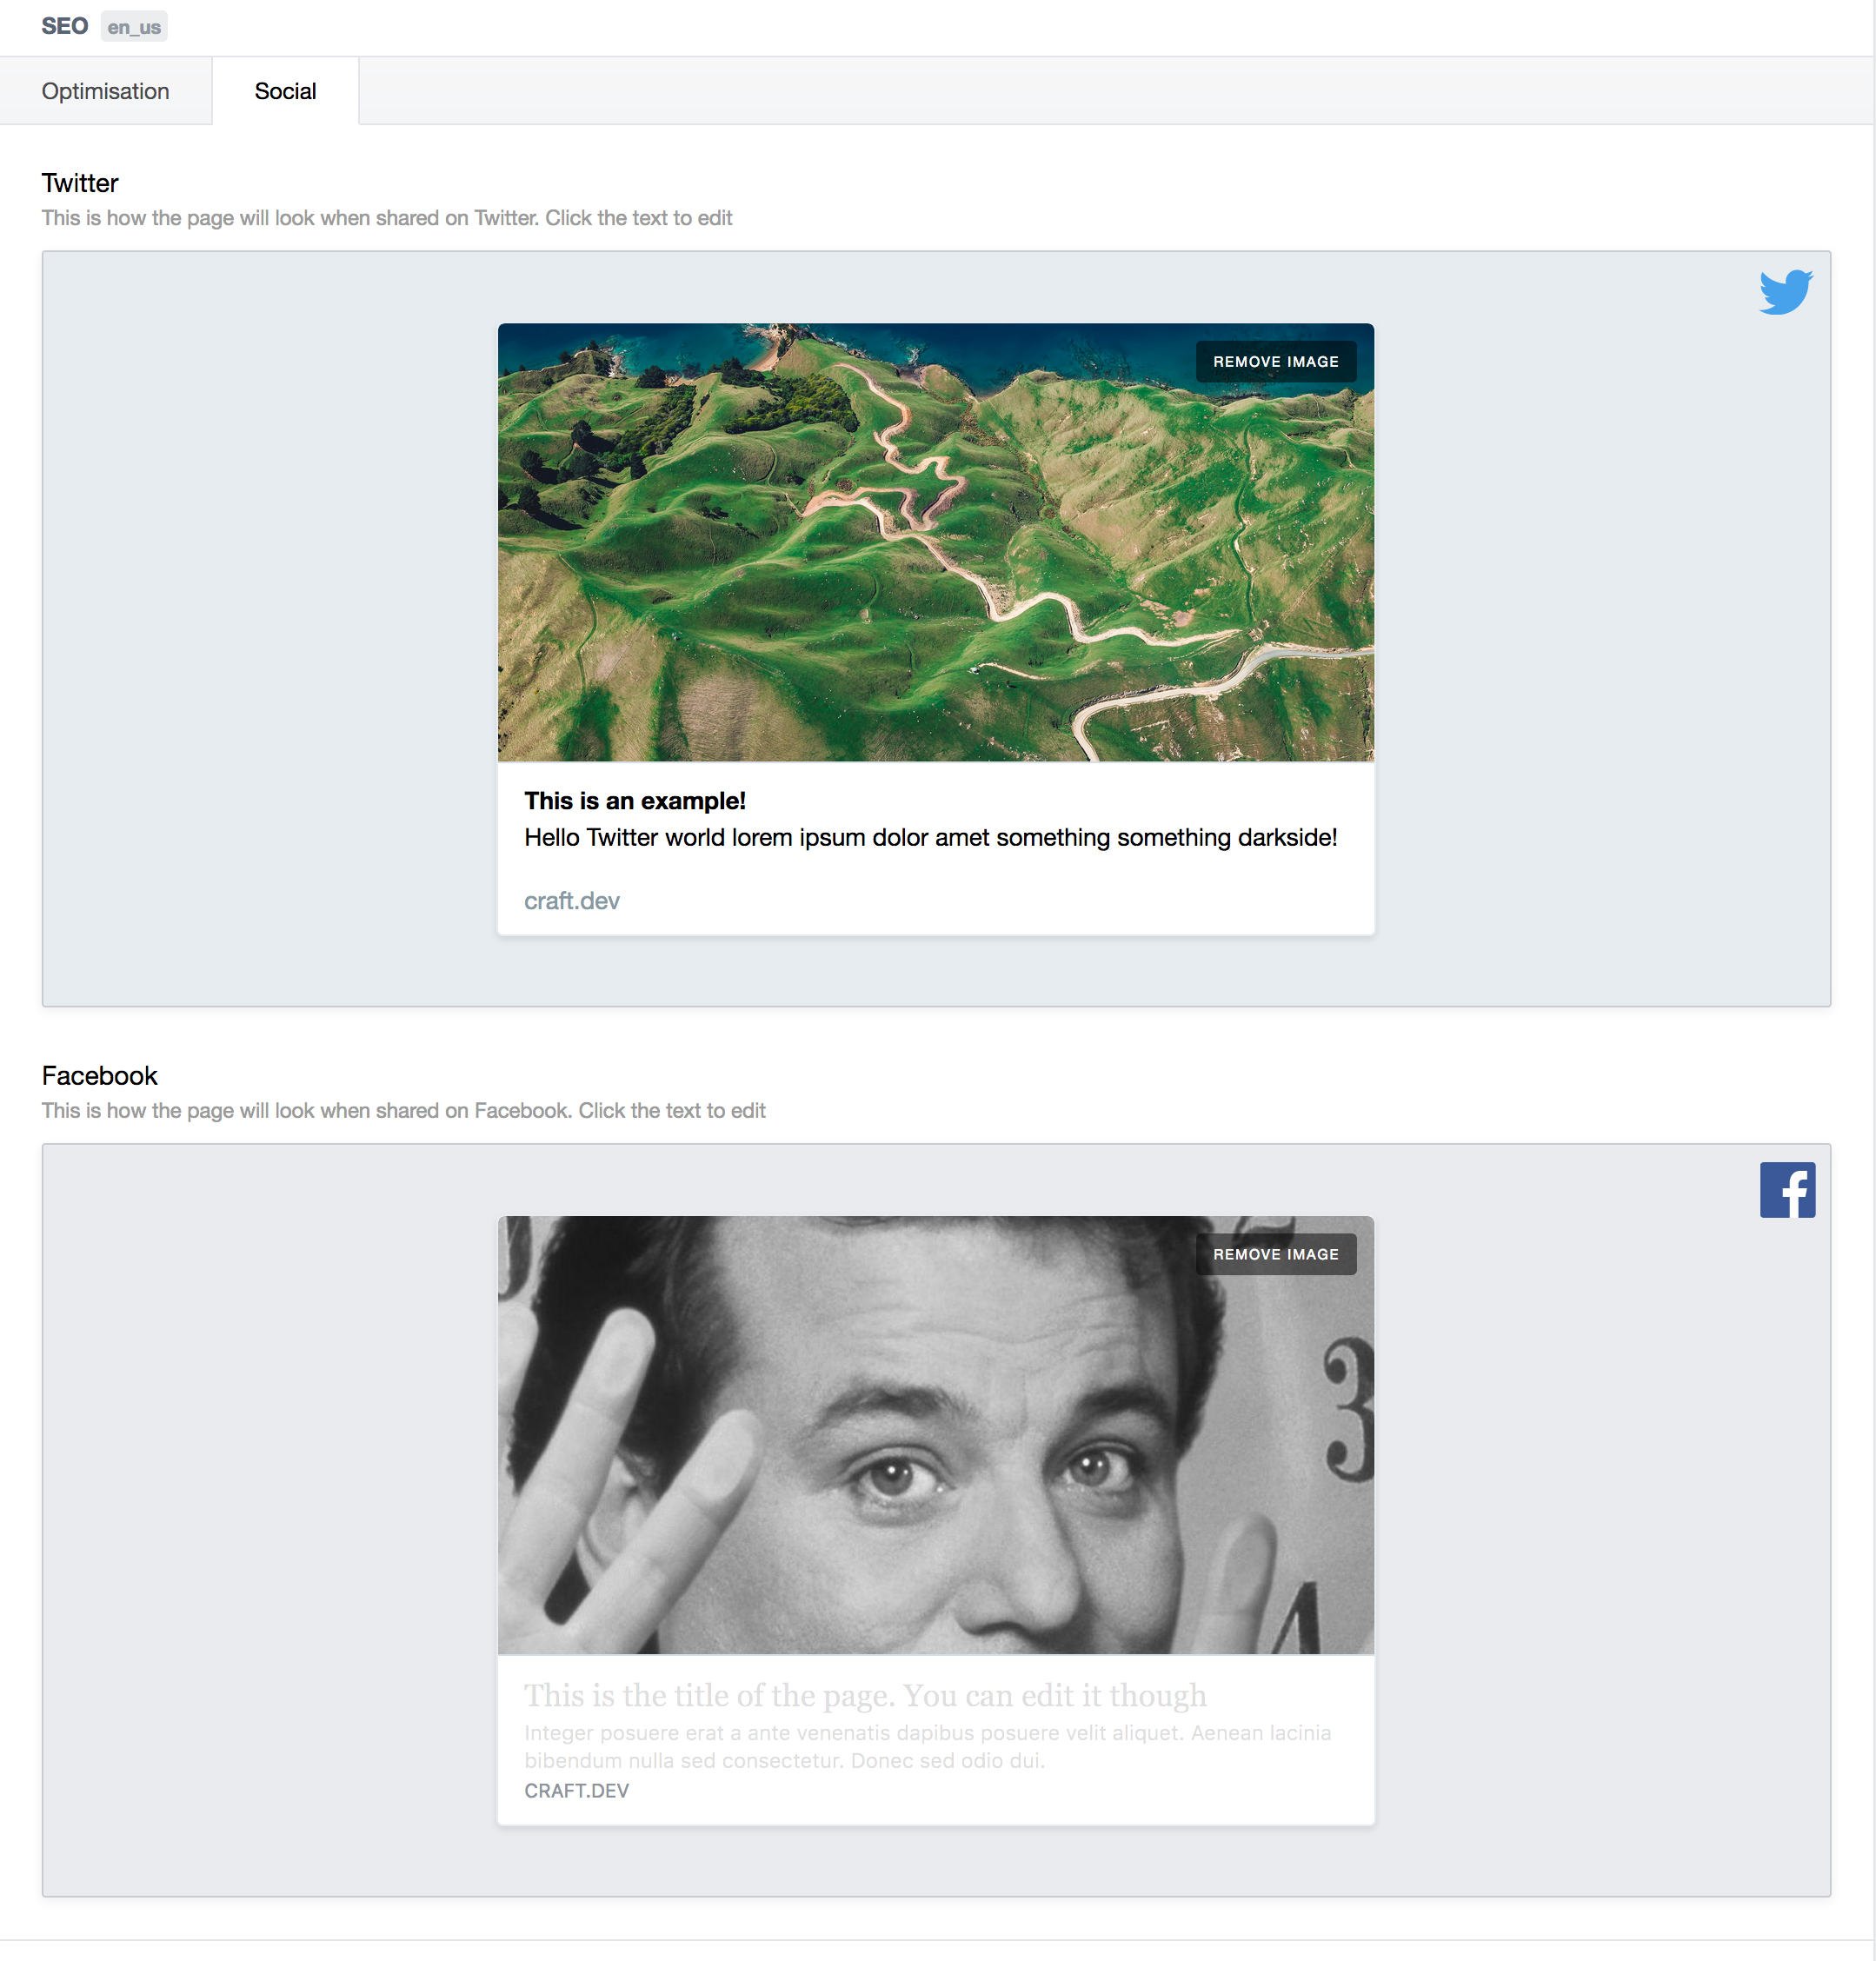 SEO en_us
Optimisation Social
Twitter
This is how the page will look when shared on Twitter. Click the text to edit
REMOVE IMAGE
This is an example!
Hello Twitter world lorem ipsum dolor amet something something darkside!
craft.dev
Facebook
This is how the page will look when shared on Facebook. Click the text to edit
f
2
REMOVE IMAGE
3
4
This is the title of the page. You can edit it though
Integer posuere erat a ante venenatis dapibus posuere velit aliquet. Aenean lacinia
bibendum nulla sed consectetur. Donec sed odio dui.
CRAFT.DEV